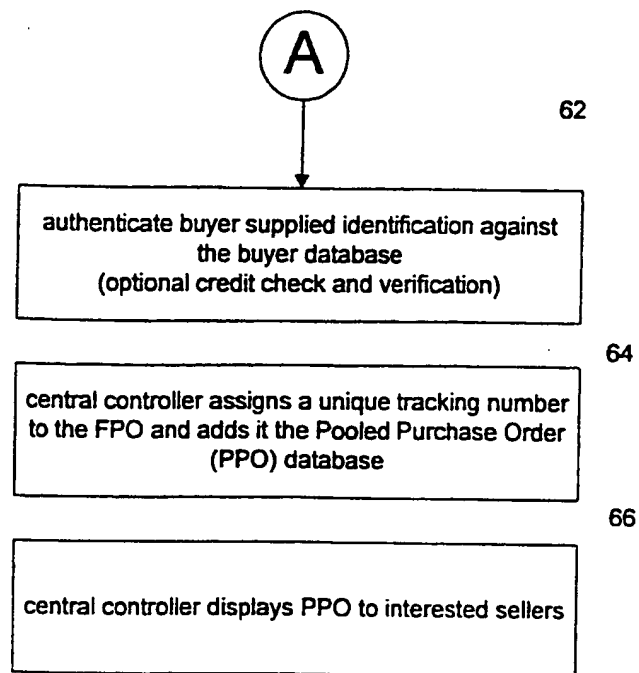 A
62
authenticate buyer supplied identification against
the buyer database
(optional credit check and verification)
64
central controller assigns a unique tracking number
to the FPO and adds it the Pooled Purchase Order
(PPO) database
66
central controller displays PPO to interested sellers